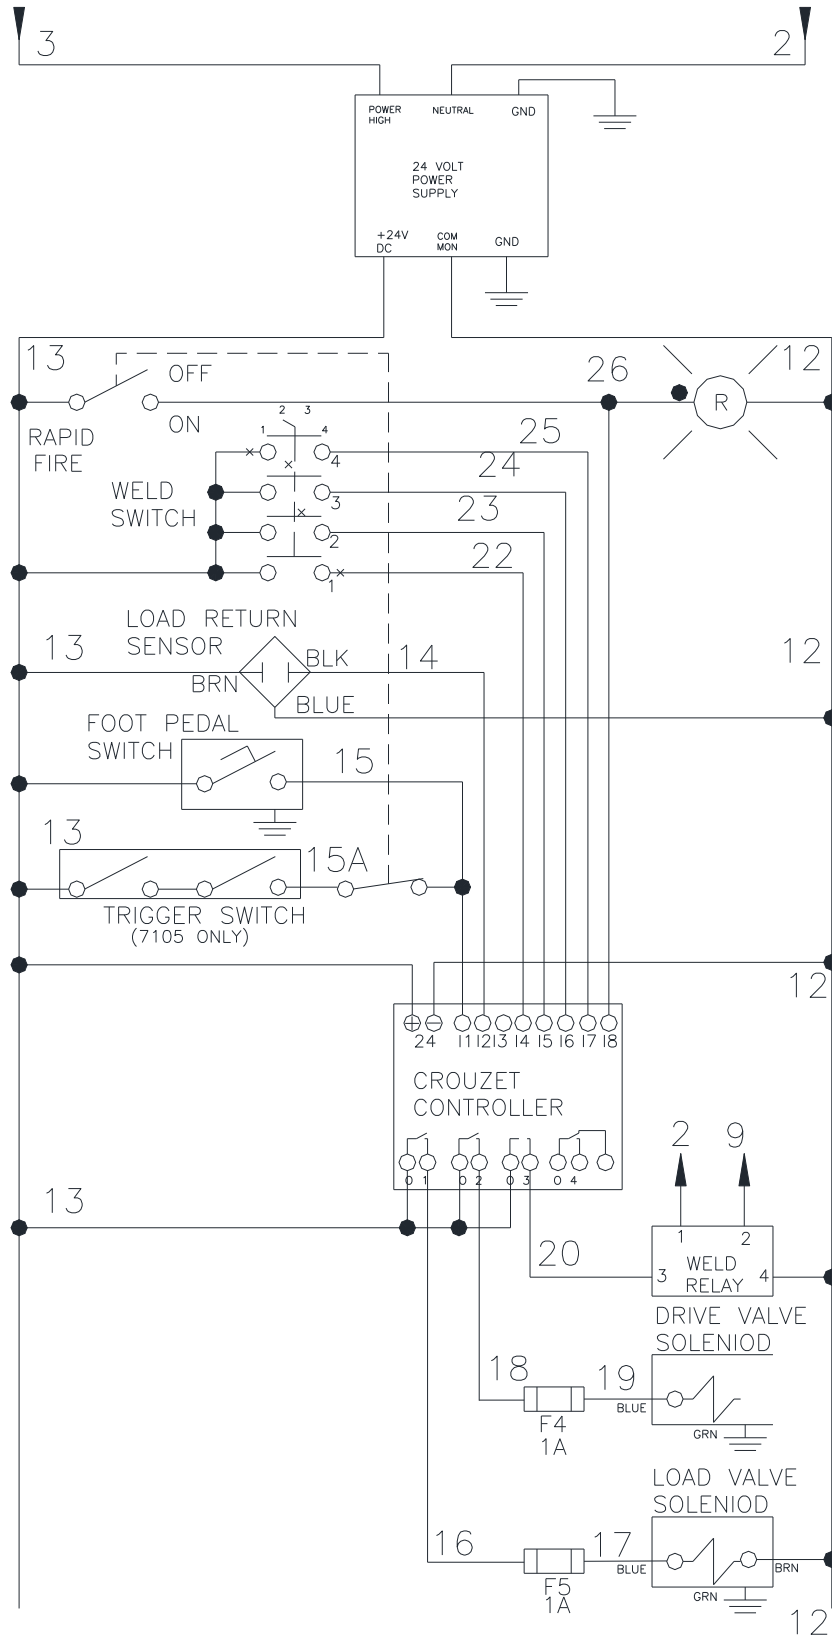 3
2
POWER
HIGH
NEUTRAL
GND
24 VOLT
POWER
SUPPLY
+24V
DC
COM
MON
GND
13
OFF
26
12
R
ON
RAPID
FIRE
2 3
1 4
25
4
24
WELD
SWITCH
3
23
2
22
1
LOAD RETURN
SENSOR
13
BLK
14
12
BRN
BLUE
FOOT PEDAL
SWITCH
15
13
15A
TRIGGER SWITCH
(7105 ONLY)
12
24 I1 I2 I3 I4 I5 I6 I7 I8
CROUZET
CONTROLLER
2 9
0 1 0 2 0 3 0 4
13
20
1 2
3 WELD 4
RELAY
DRIVE VALVE
SOLENIOD
18
19
BLUE
F4
1A
GRN
LOAD VALVE
SOLENIOD
16
17
BLUE
BRN
F5
1A
GRN
12